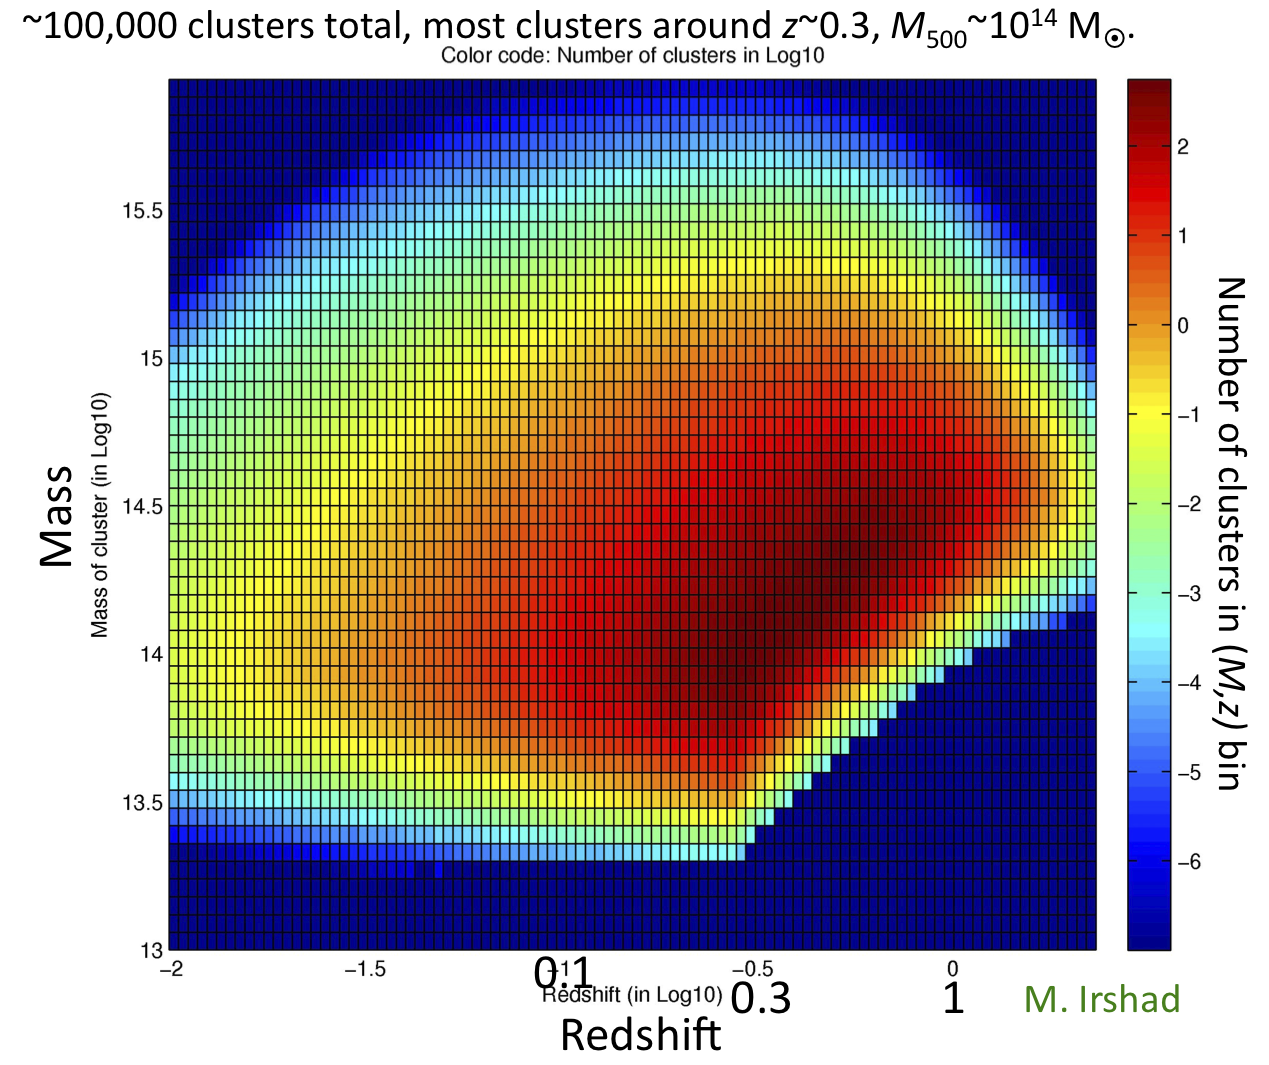 ~100,000 clusters total, most clusters around z~0.3, M500~10¹⁴ M☉.
Color code: Number of clusters in Log10
15.5
15
14.5
14
13.5
13
Mass
Mass of cluster (in Log10)
−2
−1.5
−1
−0.5
0
0.1
0.3
1
Redshift (in Log10)
Redshift
M. Irshad
2
1
0
−1
−2
−3
−4
−5
−6
Number of clusters in (M,z) bin